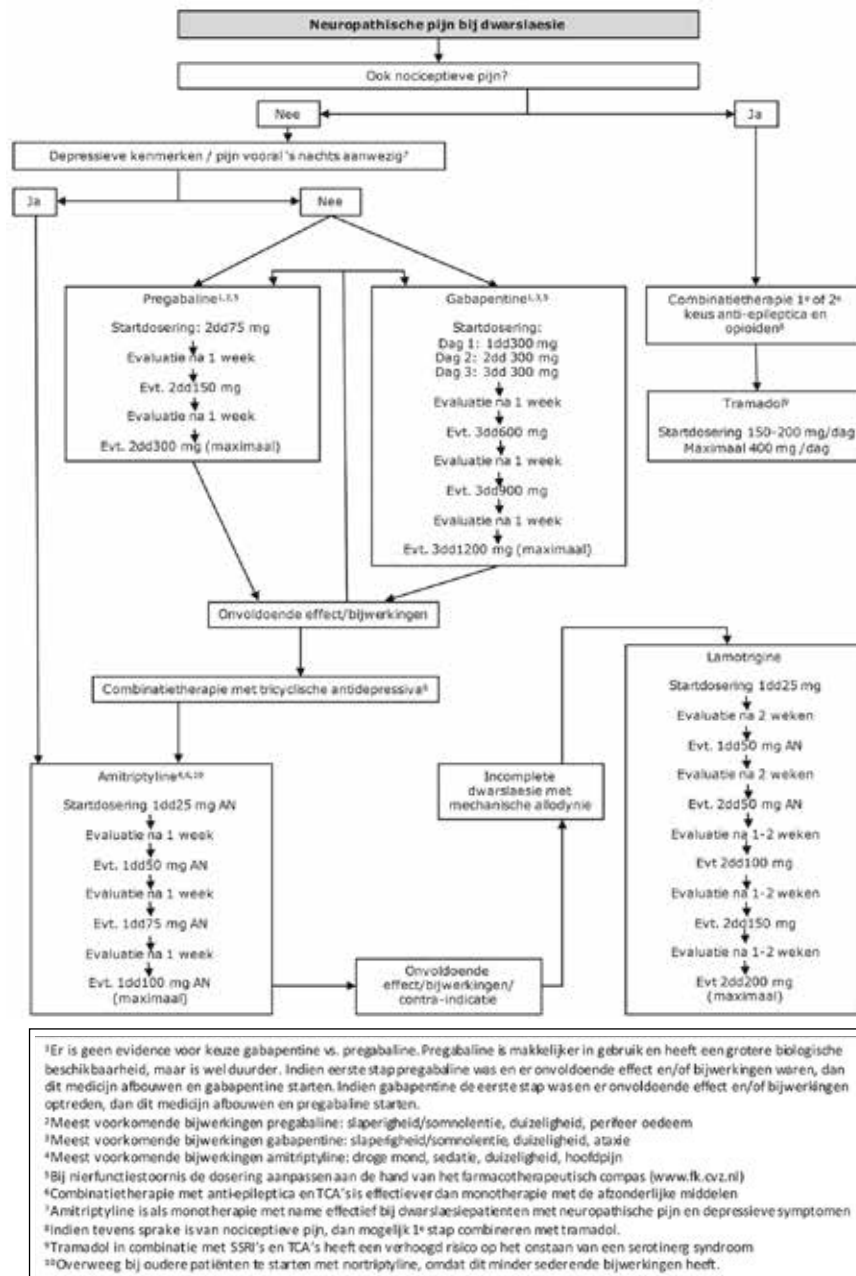 Neuropathische pijn bij dwarslaesie
Ook nociceptieve pijn?
Nee
Ja
Depressieve kenmerken / pijn vooral 's nachts aanwezig⁷
Ja
Nee
Pregabaline¹,²,⁵
Startdosering: 2dd75 mg
Evaluatie na 1 week
Evt. 2dd150 mg
Evaluatie na 1 week
Evt. 2dd300 mg (maximaal)
Gabapentine¹,³,⁵
Startdosering:
Dag 1: 1dd300 mg
Dag 2: 2dd 300 mg
Dag 3: 3dd 300 mg
Evaluatie na 1 week
Evt. 3dd600 mg
Evaluatie na 1 week
Evt. 3dd900 mg
Evaluatie na 1 week
Evt. 3dd1200 mg (maximaal)
Combinatietherapie 1ᵉ of 2ᵉ
keus anti-epileptica en
opioiden⁸
Tramadol⁹
Startdosering 150-200 mg/dag
Maximaal 400 mg /dag
Onvoldoende effect/bijwerkingen
Combinatietherapie met tricyclische antidepressiva⁶
Amitriptyline⁴,⁶,¹⁰
Startdosering 1dd25 mg AN
Evaluatie na 1 week
Evt. 1dd50 mg AN
Evaluatie na 1 week
Evt. 1dd75 mg AN
Evaluatie na 1 week
Evt. 1dd100 mg AN
(maximaal)
Onvoldoende
effect/bijwerkingen/
contra-indicatie
Incomplete
dwarslaesie met
mechanische allodynie
Lamotrigine
Startdosering 1dd25 mg
Evaluatie na 2 weken
Evt. 1dd50 mg AN
Evaluatie na 2 weken
Evt. 2dd50 mg AN
Evaluatie na 1-2 weken
Evt 2dd100 mg
Evaluatie na 1-2 weken
Evt. 2dd150 mg
Evaluatie na 1-2 weken
Evt 2dd200 mg
(maximaal)
¹Er is geen evidence voor keuze gabapentine vs. pregabaline. Pregabaline is makkelijker in gebruik en heeft een grotere biologische
beschikbaarheid, maar is wel duurder. Indien eerste stap pregabaline was en er onvoldoende effect en/of bijwerkingen waren, dan
dit medicijn afbouwen en gabapentine starten. Indien gabapentine de eerste stap was en er onvoldoende effect en/of bijwerkingen
optreden, dan dit medicijn afbouwen en pregabaline starten.
²Meest voorkomende bijwerkingen pregabaline: slaperigheid/somnolentie, duizeligheid, perifeer oedeem
³Meest voorkomende bijwerkingen gabapentine: slaperigheid/somnolentie, duizeligheid, ataxie
⁴Meest voorkomende bijwerkingen amitriptyline: droge mond, sedatie, duizeligheid, hoofdpijn
⁵Bij nierfunctiestoornis de dosering aanpassen aan de hand van het farmacotherapeutisch compas (www.fk.cvz.nl)
⁶Combinatietherapie met anti-epileptica en TCA's is effectiever dan monotherapie met de afzonderlijke middelen
⁷Amitriptyline is als monotherapie met name effectief bij dwarslaesiepatienten met neuropathische pijn en depressieve symptomen
⁸Indien tevens sprake is van nociceptieve pijn, dan mogelijk 1ᵉ stap combineren met tramadol.
⁹Tramadol in combinatie met SSRI's en TCA's heeft een verhoogd risico op het onstaan van een serotinerg syndroom
¹⁰Overweeg bij oudere patiënten te starten met nortriptyline, omdat dit minder sederende bijwerkingen heeft.